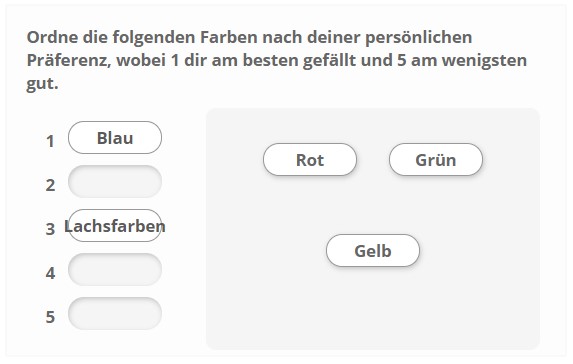 Ordne die folgenden Farben nach deiner persönlichen
Präferenz, wobei 1 dir am besten gefällt und 5 am wenigsten
gut.
1 Blau
2
3 Lachsfarben
4
5
Rot Grün
Gelb